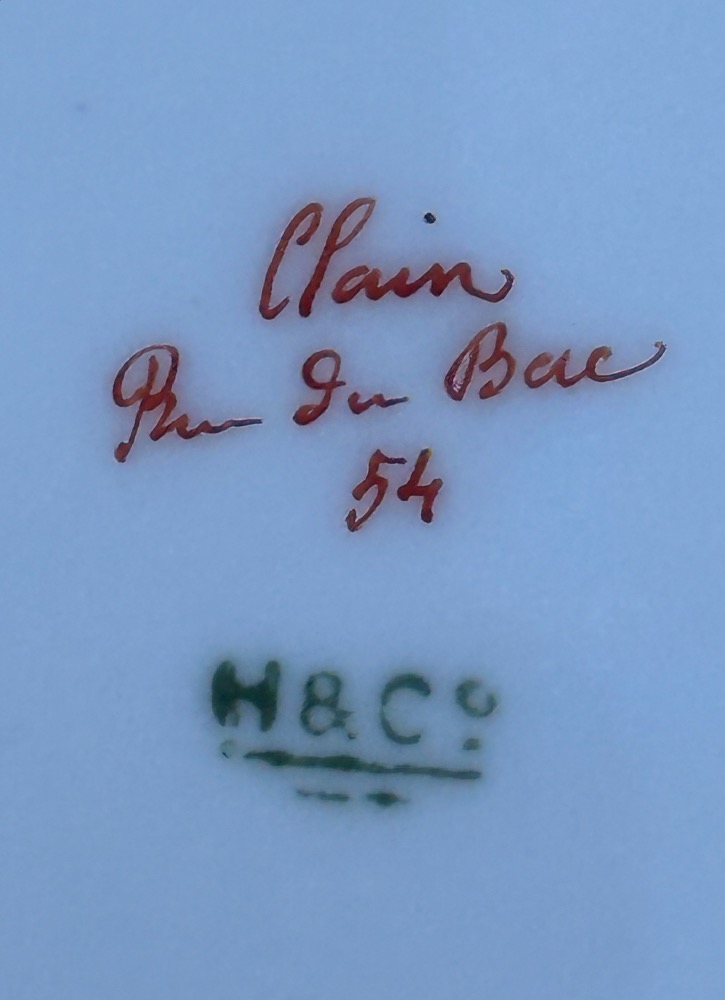 Clain
Rue du Bac
54
H & Cº